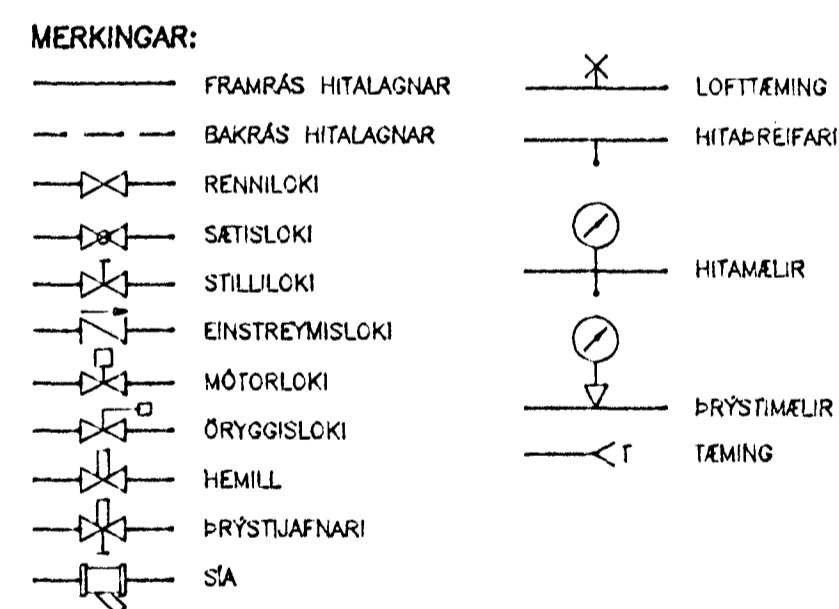 MERKINGAR:
FRAMRÁS HITALAGNAR
BAKRÁS HITALAGNAR
RENNILOKI
SÆTISLOKI
STILLILOKI
EINSTREYMISLOKI
MÓTORLOKI
ÖRYGGISLOKI
HEMILL
ÞRÝSTIJAFNARI
SÍA
LOFTTÆMING
HITAÞREIFARI
HITAMÆLIR
ÞRÝSTIMÆLIR
T TÆMING